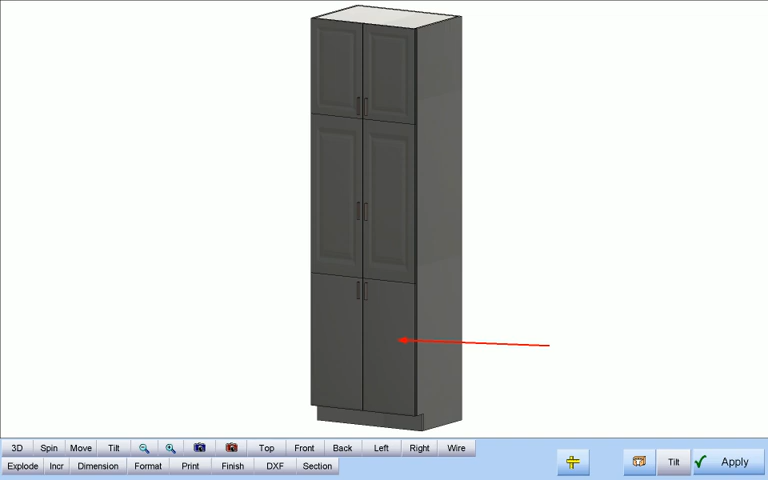 3D Spin Move Tilt Top Front Back Left Right Wire
Explode Incr Dimension Format Print Finish DXF Section
Tilt Apply